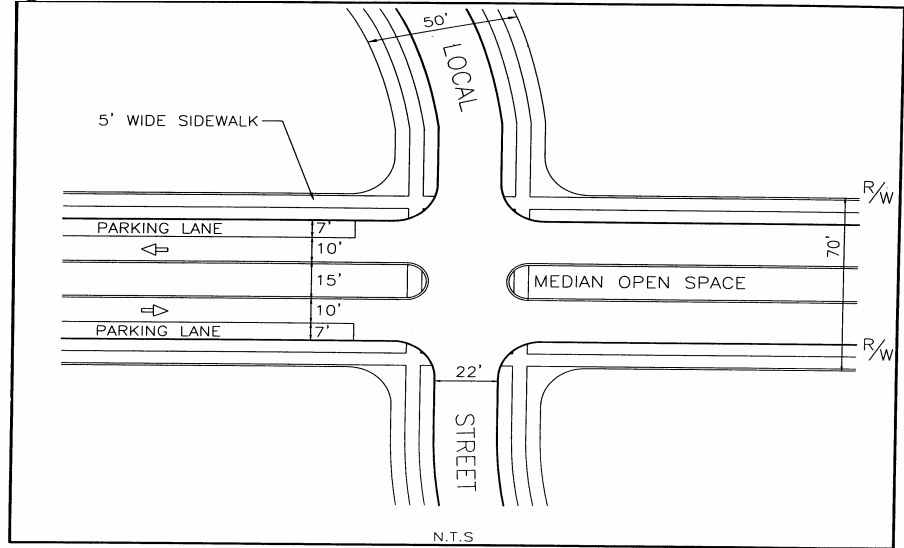 50'
LOCAL
5' WIDE SIDEWALK
R/W
PARKING LANE
7'
10'
15'
MEDIAN OPEN SPACE
70'
10'
PARKING LANE
7'
R/W
22'
STREET
N.T.S